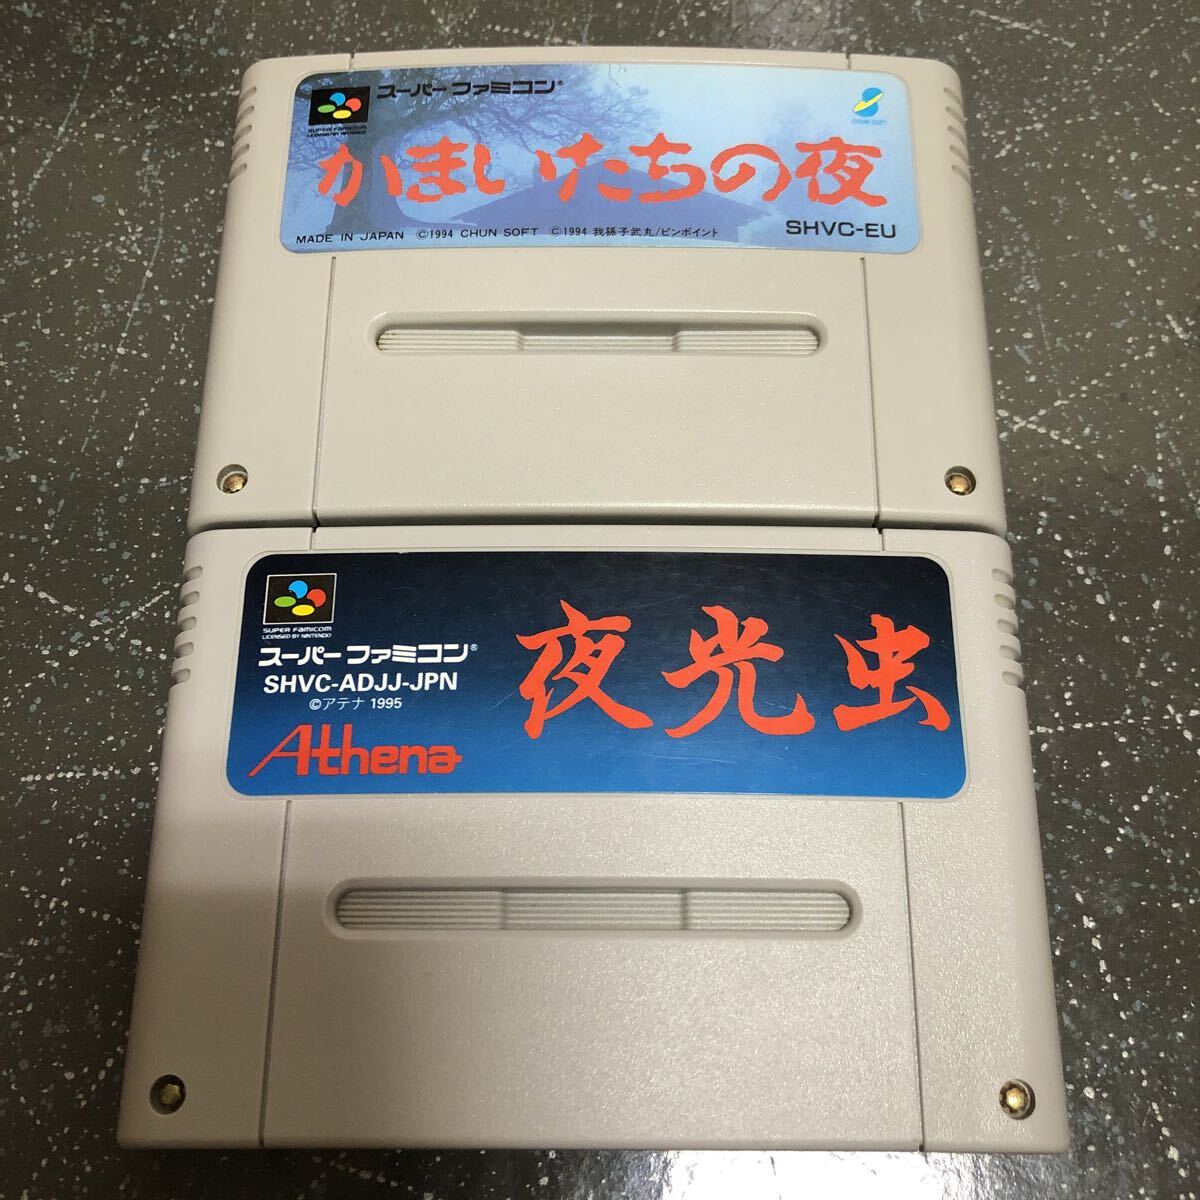 スーパーファミコン®
SUPER FAMICOM
LICENSED BY NINTENDO
CHUN SOFT
かまいたちの夜
MADE IN JAPAN ©1994 CHUN SOFT ©1994 我孫子武丸/ピンポイント
SHVC-EU
SUPER FAMICOM
LICENSED BY NINTENDO
スーパーファミコン®
SHVC-ADJJ-JPN
©アテナ 1995
Athena
夜光虫